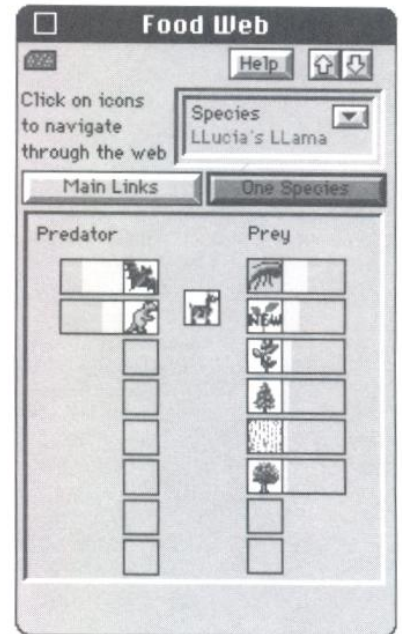 Food Web
Help
Click on icons
to navigate
through the web
Species
LLucia's LLama
Main Links
One Species
Predator
Prey
NEW